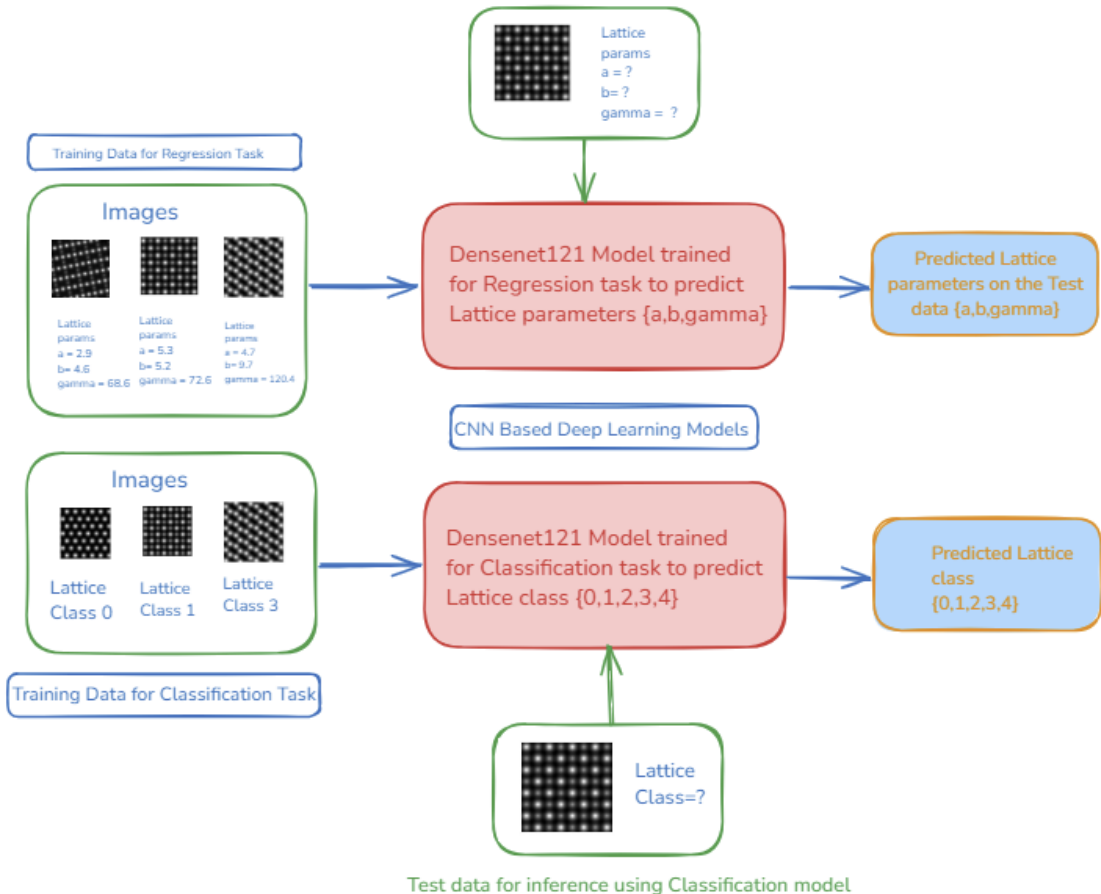 Lattice
params
a = ?
b= ?
gamma = ?
Training Data for Regression Task
Images
Lattice
params
a = 2.9
b= 4.6
gamma = 68.6
Lattice
params
a = 5.3
b= 5.2
gamma = 72.6
Lattice
params
a = 4.7
b= 9.7
gamma = 120.4
Densenet121 Model trained
for Regression task to predict
Lattice parameters {a,b,gamma}
Predicted Lattice
parameters on the Test
data {a,b,gamma}
CNN Based Deep Learning Models
Images
Lattice
Class 0
Lattice
Class 1
Lattice
Class 3
Densenet121 Model trained
for Classification task to predict
Lattice class {0,1,2,3,4}
Predicted Lattice
class
{0,1,2,3,4}
Training Data for Classification Task
Lattice
Class=?
Test data for inference using Classification model